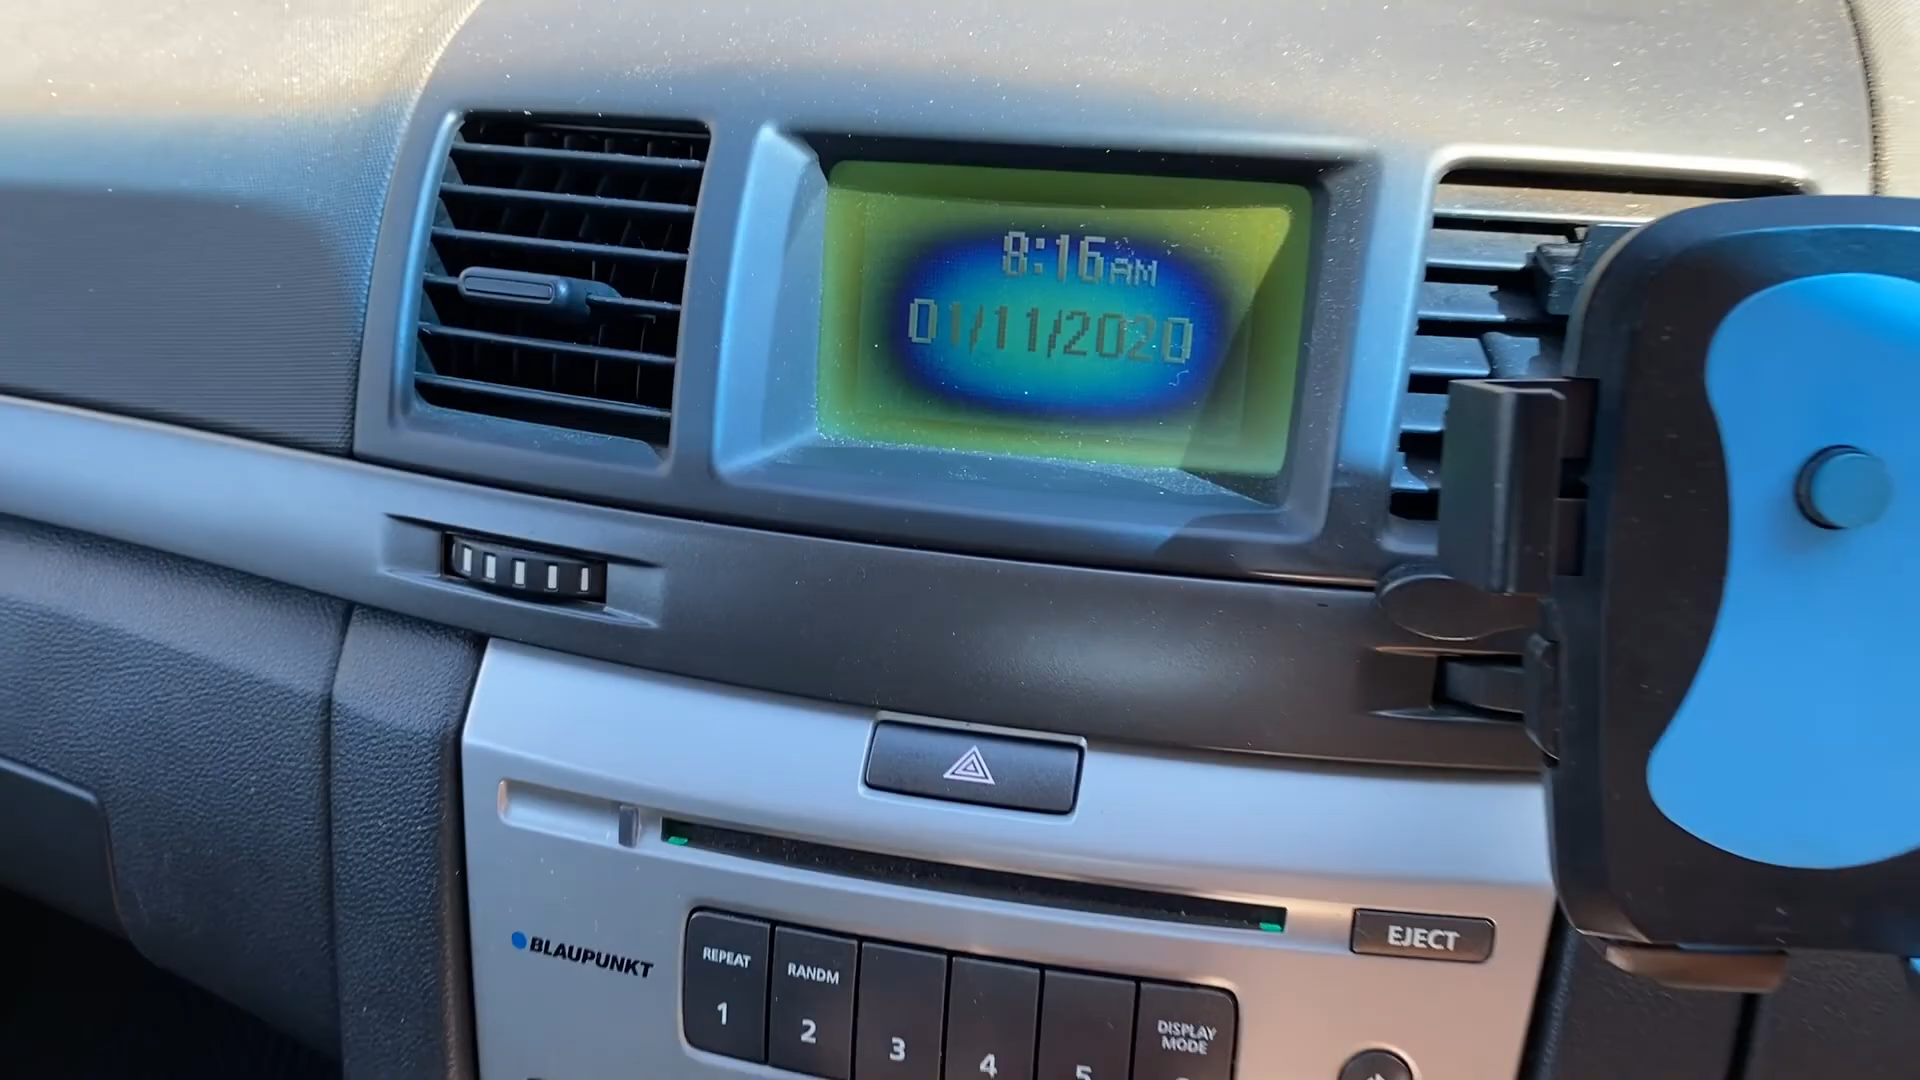 8:16AM
01/11/2020
EJECT
BLAUPUNKT
REPEAT
1
RANDM
2
3
4
5
DISPLAY
MODE